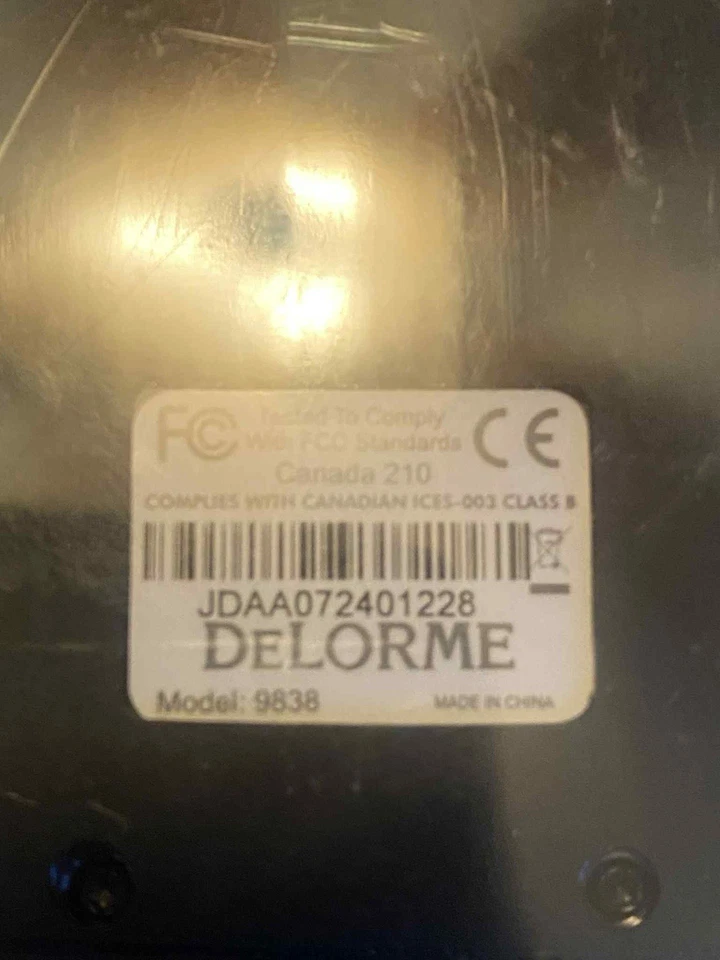 FC Tested To Comply
With FCC Standards CE
Canada 210
COMPLIES WITH CANADIAN ICES-003 CLASS B
JDAA072401228
DELORME
Model: 9838 MADE IN CHINA